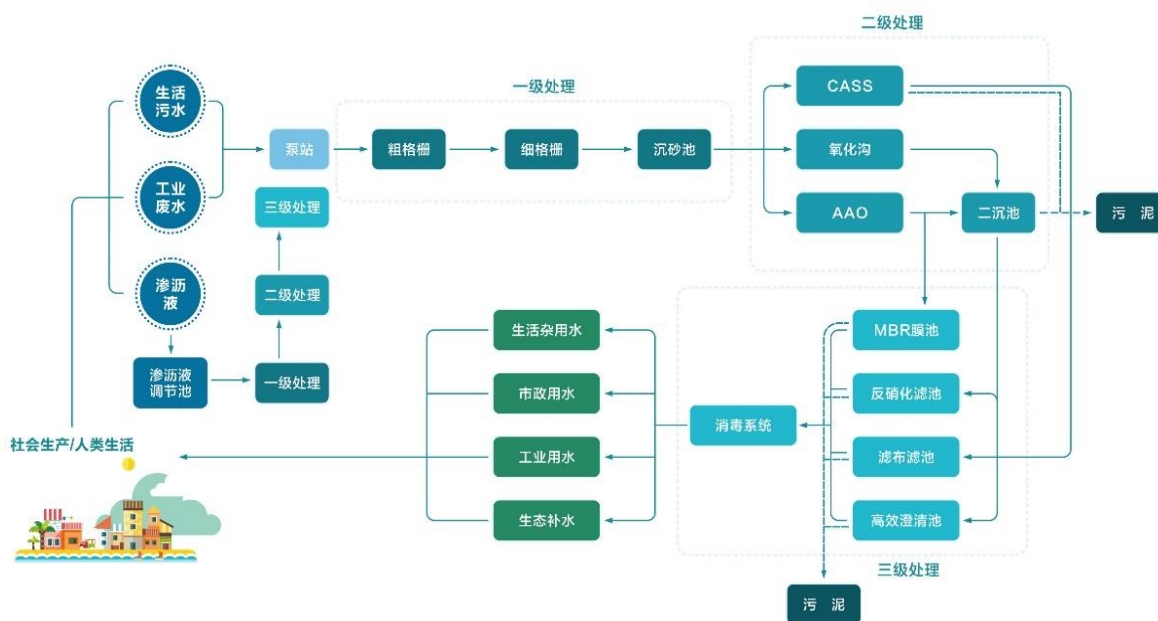 二级处理
生活
污水
一级处理
CASS
泵站
粗格栅
细格栅
沉砂池
氧化沟
工业
废水
三级处理
AAO
二沉池
污 泥
渗沥
液
二级处理
生活杂用水
MBR膜池
渗沥液
调节池
一级处理
市政用水
反硝化滤池
消毒系统
社会生产/人类生活
工业用水
滤布滤池
生态补水
高效澄清池
三级处理
污 泥